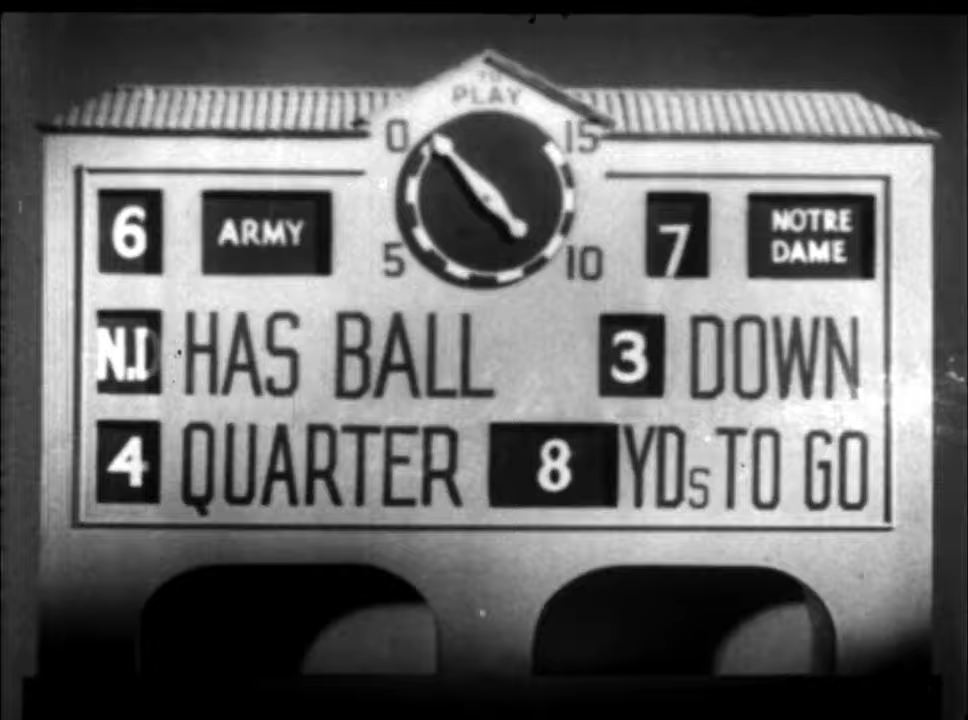 TO
PLAY
0 15
5 10
6 ARMY 7 NOTRE
DAME
N.D HAS BALL 3 DOWN
4 QUARTER 8 YDS TO GO